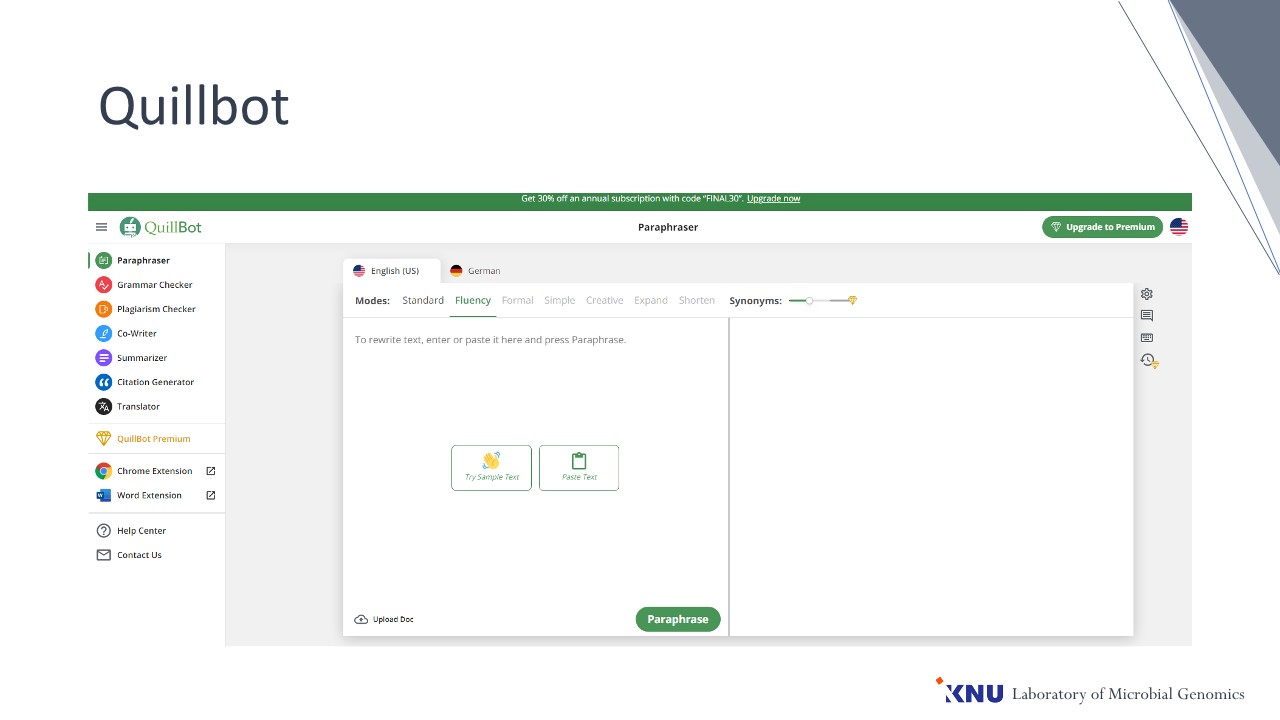 Quillbot
Get 30% off an annual subscription with code "FINAL30". Upgrade now
QuillBot
Paraphraser
Upgrade to Premium
Paraphraser
Grammar Checker
Plagiarism Checker
Co-Writer
Summarizer
Citation Generator
Translator
QuillBot Premium
Chrome Extension
Word Extension
Help Center
Contact Us
English (US) German
Modes: Standard Fluency Formal Simple Creative Expand Shorten Synonyms:
To rewrite text, enter or paste it here and press Paraphrase.
Try Sample Text Paste Text
Upload Doc Paraphrase
KNU Laboratory of Microbial Genomics